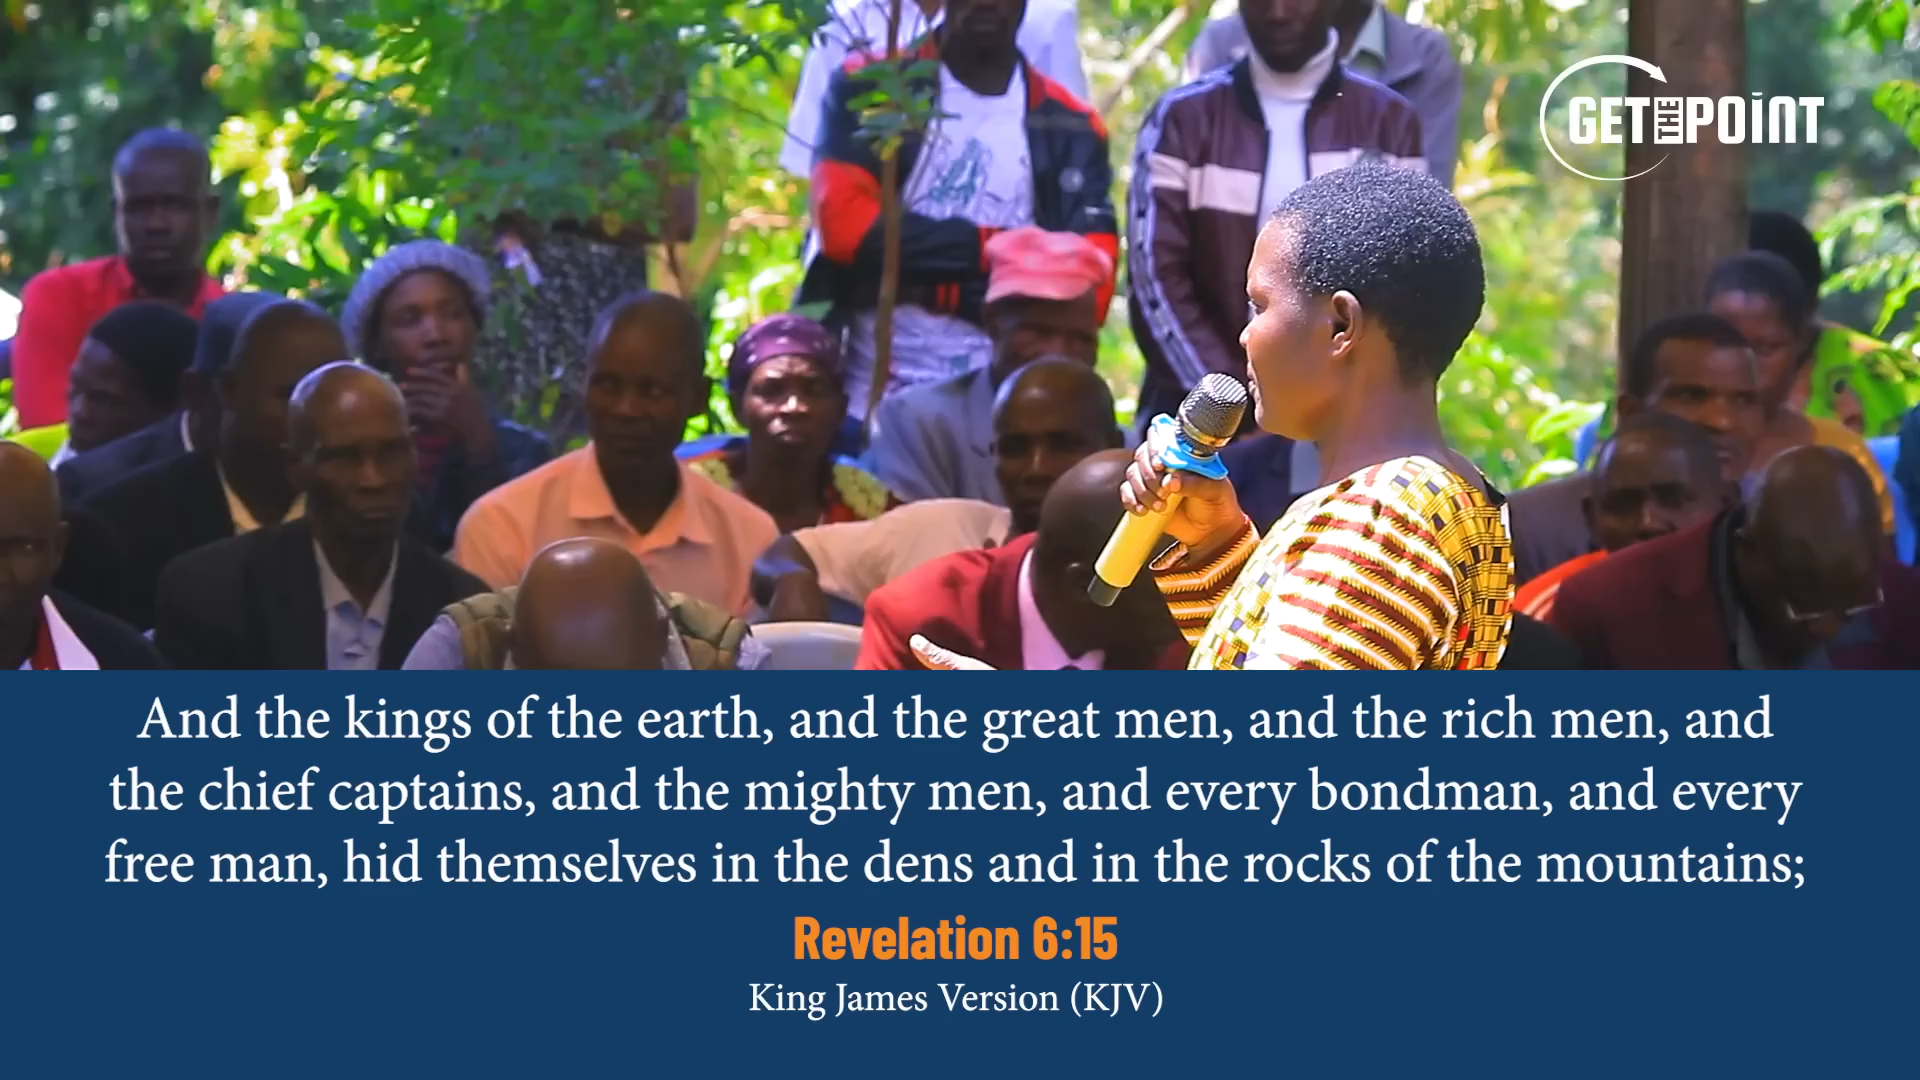 GET THE POINT
And the kings of the earth, and the great men, and the rich men, and
the chief captains, and the mighty men, and every bondman, and every
free man, hid themselves in the dens and in the rocks of the mountains;
Revelation 6:15
King James Version (KJV)